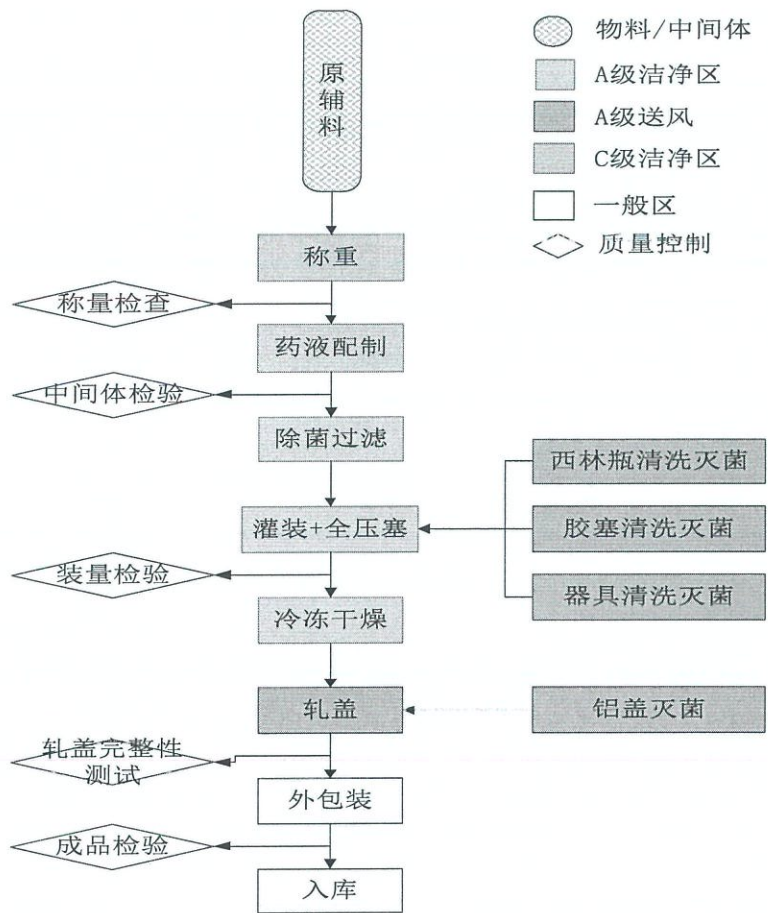 原
辅
料
物料/中间体
A级洁净区
A级送风
C级洁净区
一般区
质量控制
称重
称量检查
药液配制
中间体检验
除菌过滤
西林瓶清洗灭菌
灌装+全压塞
胶塞清洗灭菌
装量检验
器具清洗灭菌
冷冻干燥
轧盖
铝盖灭菌
轧盖完整性
测试
外包装
成品检验
入库